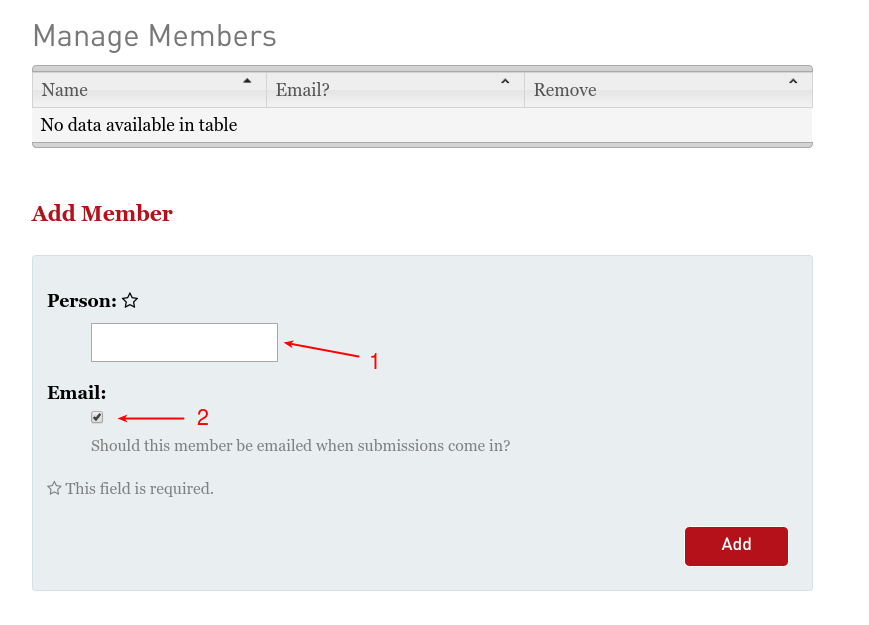 Manage Members
Name Email? Remove
No data available in table
Add Member
Person:
1
Email:
2
Should this member be emailed when submissions come in?
This field is required.
Add